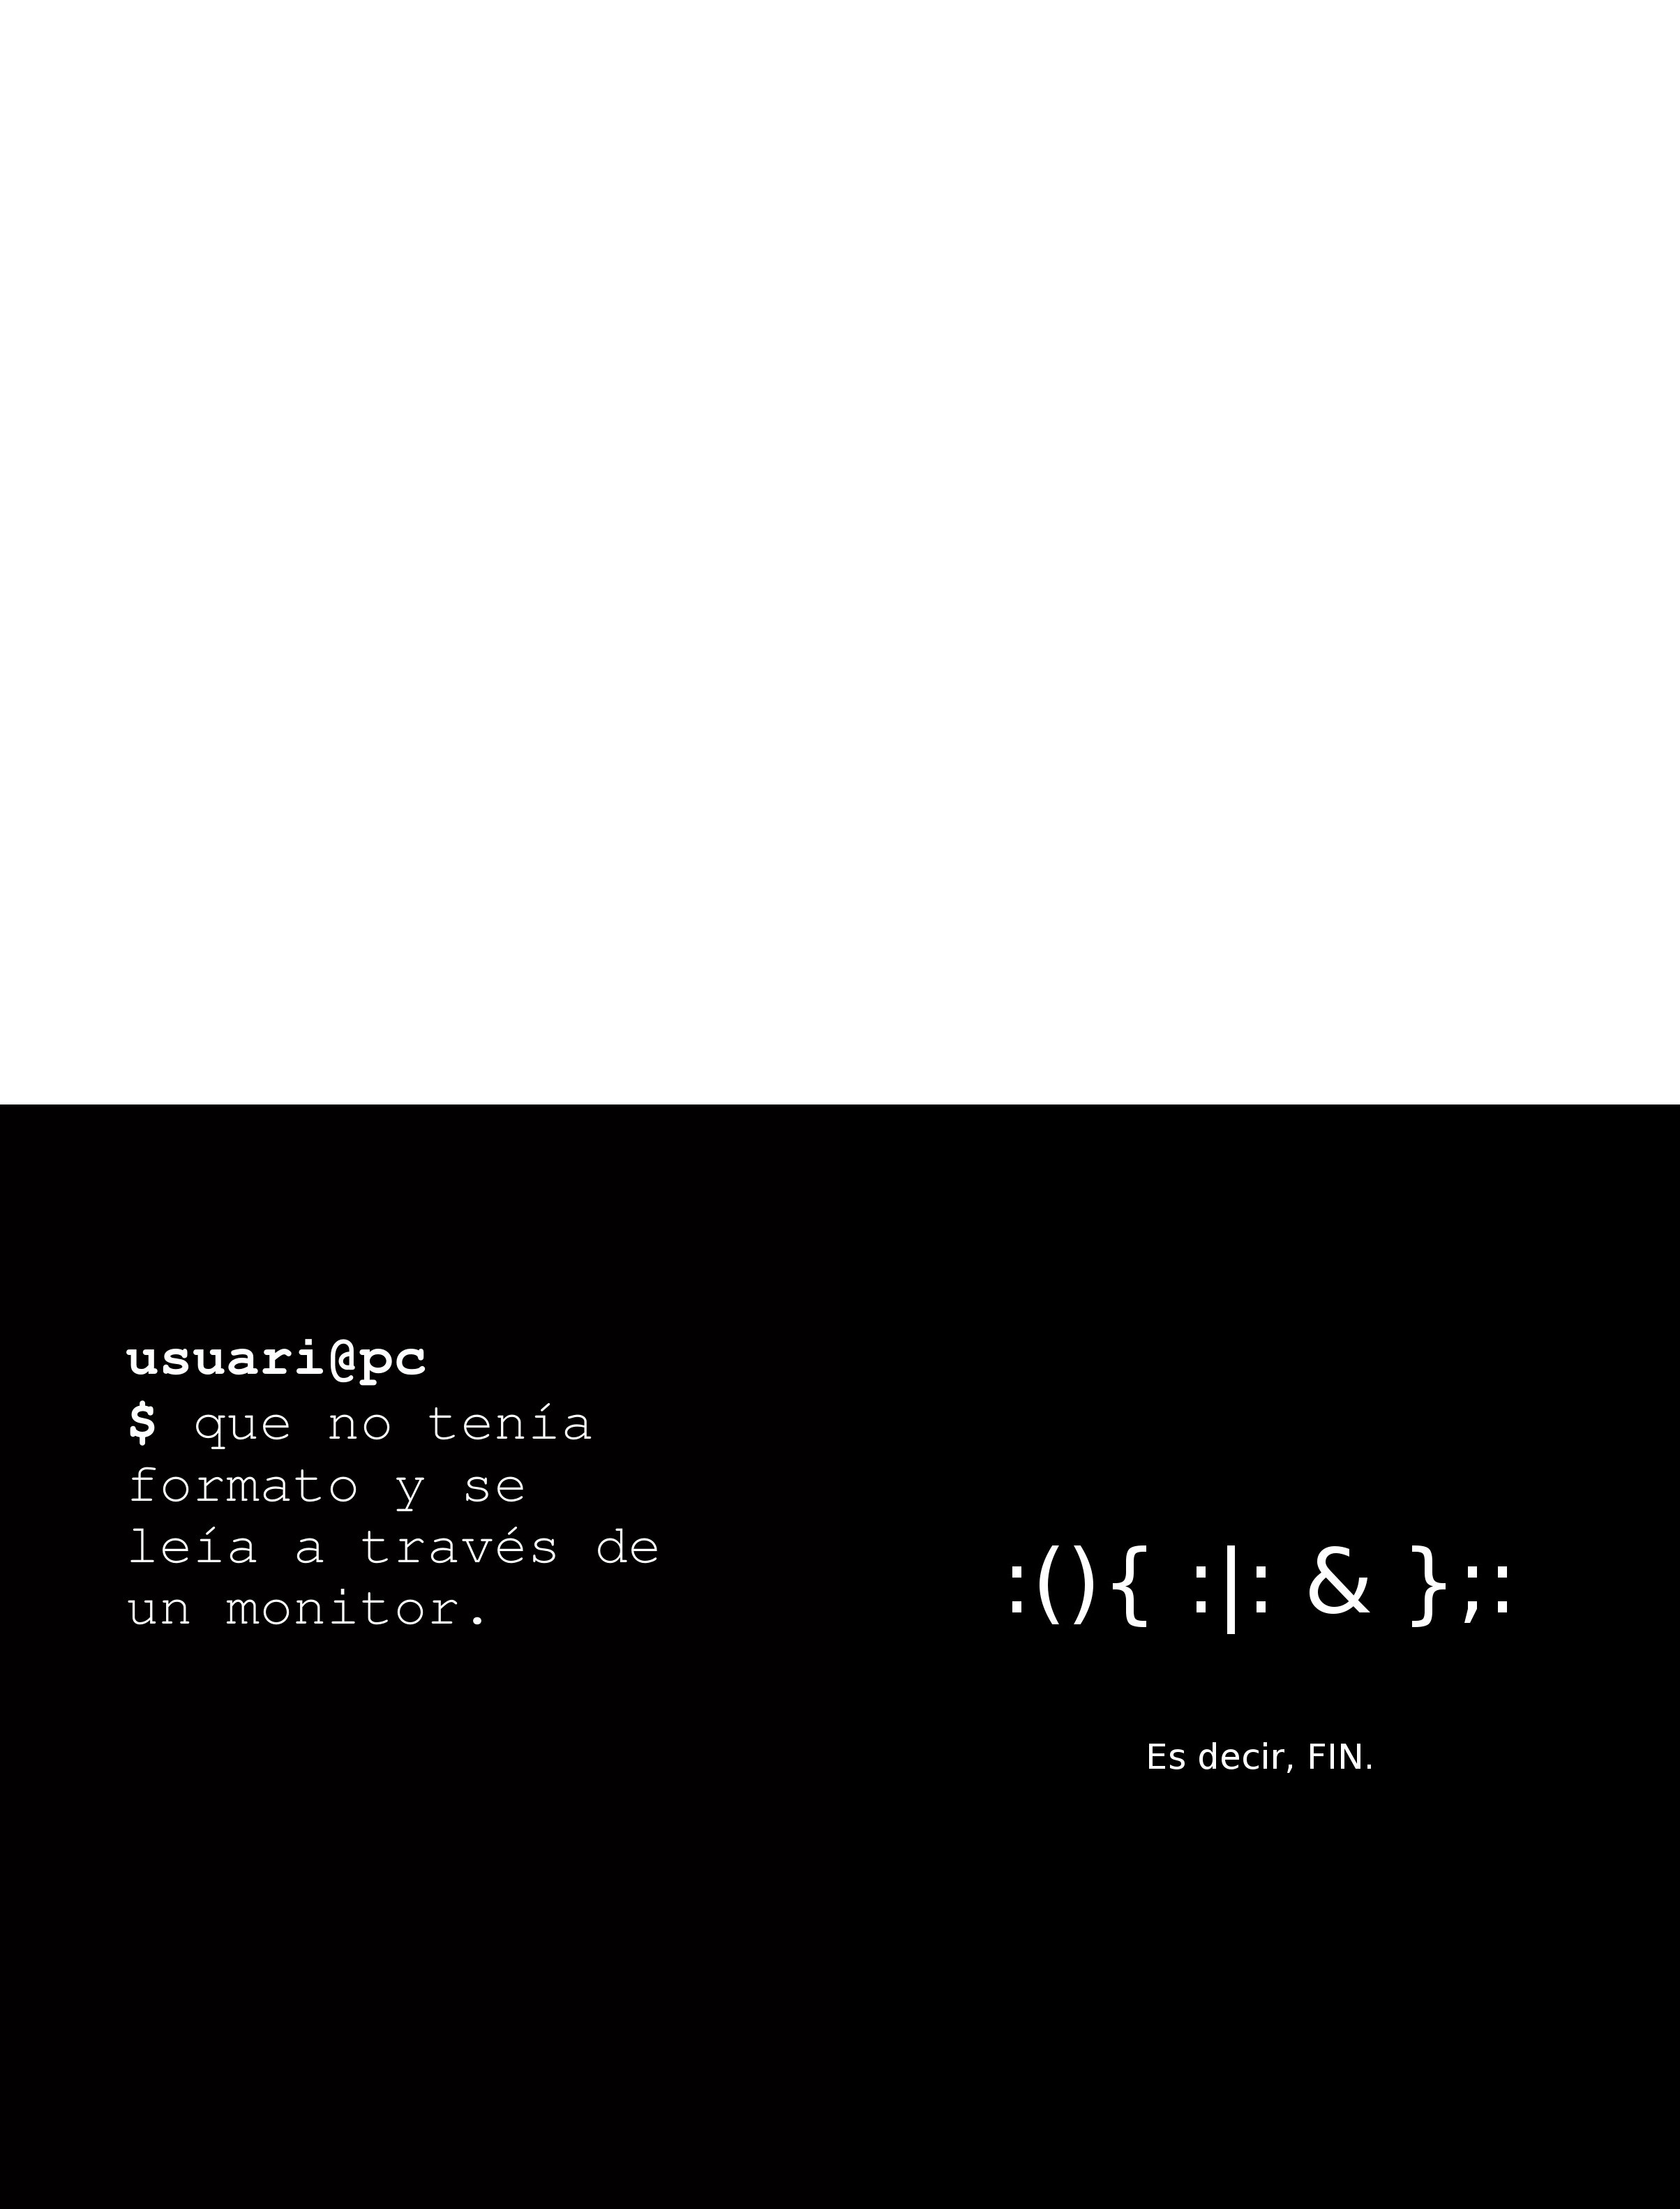 usuari@pc
$ que no tenía
formato y se
leía a través de
un monitor.
:(){ :|: & };:
Es decir, FIN.